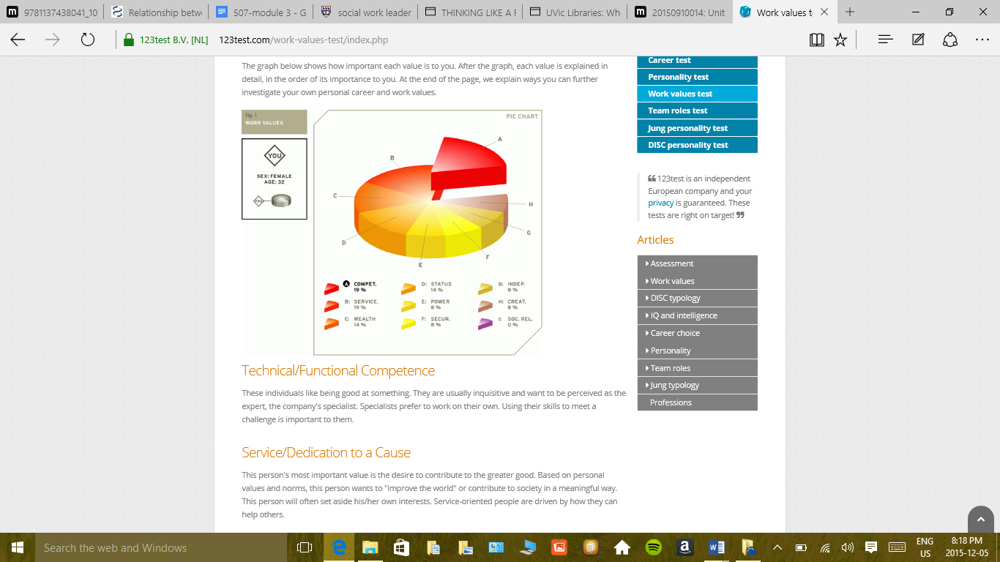 9781137438041_10
Relationship betw
507-module 3 - G
social work leader
THINKING LIKE A F
UVic Libraries: Wh
20150910014: Unit
Work values t
123test B.V. [NL] 123test.com/work-values-test/index.php
The graph below shows how important each value is to you. After the graph, each value is explained in
detail, in the order of its importance to you. At the end of the page, we explain ways you can further
investigate your own personal career and work values.
Fig. 1
WORK VALUES
PIE CHART
YOU
SEX: FEMALE
AGE: 32
YOU
A
B
C
D
E
F
G
H
A COMPET.
19 %
B: SERVICE.
19 %
C: WEALTH
14 %
D: STATUS
14 %
E: POWER
8 %
F: SECUR.
8 %
G: INDEP.
8 %
H: CREAT.
8 %
I: SOC. REL.
0 %
Technical/Functional Competence
These individuals like being good at something. They are usually inquisitive and want to be perceived as the
expert, the company's specialist. Specialists prefer to work on their own. Using their skills to meet a
challenge is important to them.
Service/Dedication to a Cause
This person's most important value is the desire to contribute to the greater good. Based on personal
values and norms, this person wants to "improve the world" or contribute to society in a meaningful way.
This person will often set aside his/her own interests. Service-oriented people are driven by how they can
help others.
Career test
Personality test
Work values test
Team roles test
Jung personality test
DISC personality test
❝ 123test is an independent
European company and your
privacy is guaranteed. These
tests are right on target! ❞
Articles
Assessment
Work values
DISC typology
IQ and intelligence
Career choice
Personality
Team roles
Jung typology
Professions
Search the web and Windows
ENG
US
8:18 PM
2015-12-05